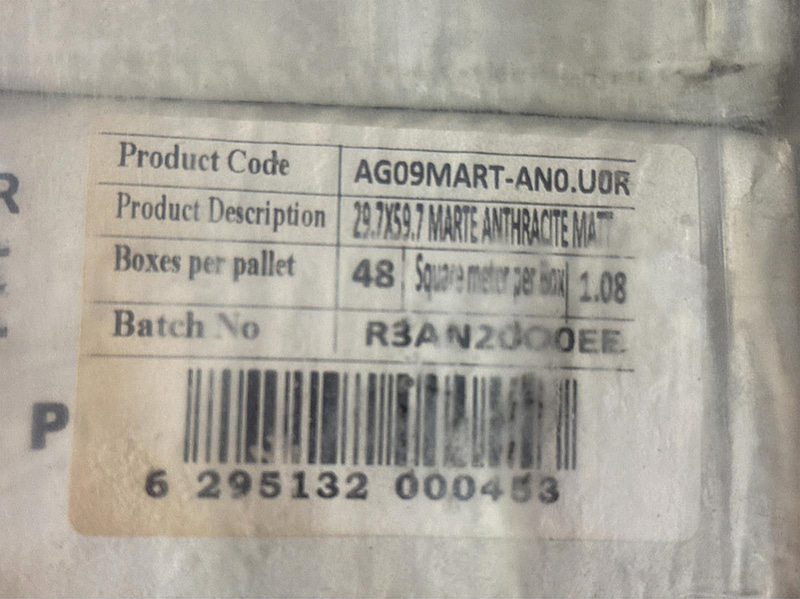 Product Code AG09MART-AN0.U0R
Product Description 29.7X59.7 MARTE ANTHRACITE MATT
Boxes per pallet 48 Square meter per Box 1.08
Batch No
P
6 295132 000453